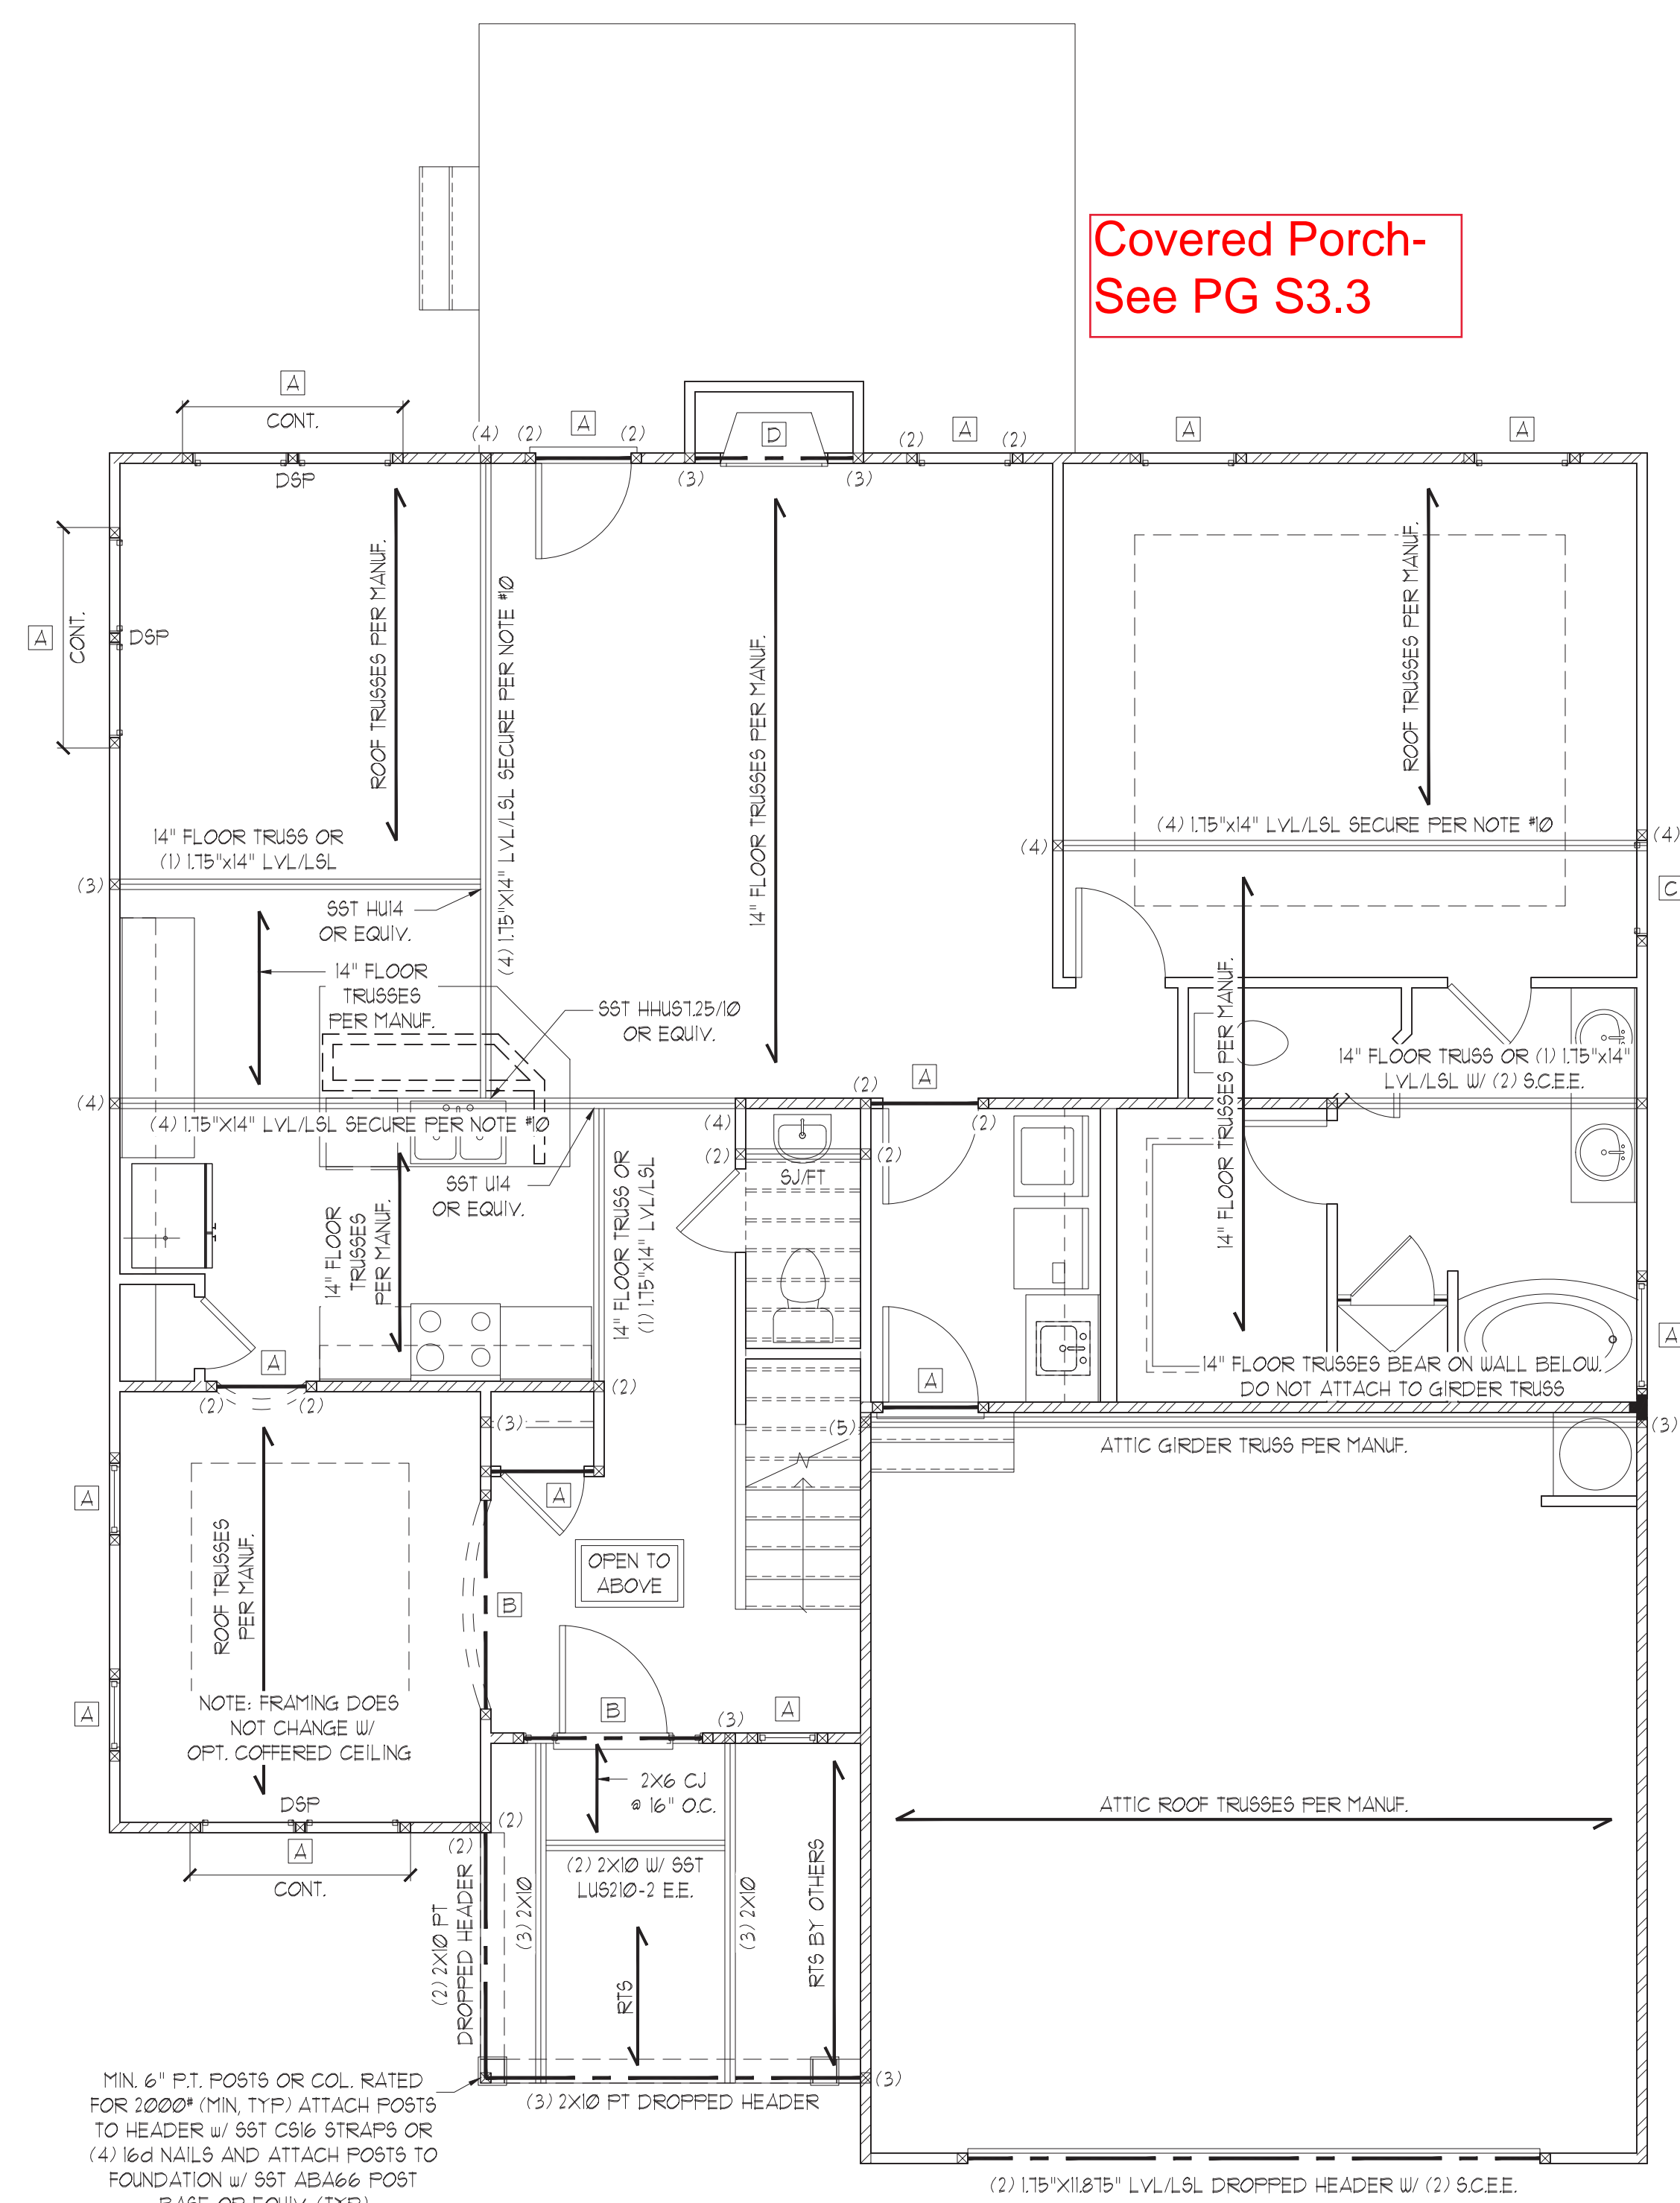 Covered Porch-
See PG S3.3
A
CONT.
(4)
(2)
A
(2)
D
(2)
A
(2)
A
A
DSP
(3)
(3)
A
CONT.
DSP
ROOF TRUSSES PER MANUF.
(4) 1.75"X14" LVL/LSL SECURE PER NOTE #10
14" FLOOR TRUSSES PER MANUF.
ROOF TRUSSES PER MANUF.
14" FLOOR TRUSS OR
(1) 1.75"x14" LVL/LSL
(3)
SST HU14
OR EQUIV.
(4) 1.75"x14" LVL/LSL SECURE PER NOTE #10
(4)
(4)
C
14" FLOOR
TRUSSES
PER MANUF.
SST HHUS7.25/10
OR EQUIV.
14" FLOOR TRUSSES PER MANUF.
14" FLOOR TRUSS OR (1) 1.75"x14"
LVL/LSL W/ (2) S.C.E.E.
(4)
(4) 1.75"X14" LVL/LSL SECURE PER NOTE #10
(4)
(2)
A
(2)
(2)
(2)
SJ/FT
SST U14
OR EQUIV.
14" FLOOR TRUSS OR
(1) 1.75"x14" LVL/LSL
14" FLOOR
TRUSSES
PER MANUF.
A
(2)
(2)
(2)
A
A
14" FLOOR TRUSSES BEAR ON WALL BELOW.
DO NOT ATTACH TO GIRDER TRUSS
(3)
(5)
(3)
ATTIC GIRDER TRUSS PER MANUF.
A
A
ROOF TRUSSES
PER MANUF.
OPEN TO
ABOVE
B
A
NOTE: FRAMING DOES
NOT CHANGE W/
OPT. COFFERED CEILING
B
(3)
A
DSP
(2)
(2)
A
CONT.
2X6 CJ
@ 16" O.C.
ATTIC ROOF TRUSSES PER MANUF.
(2) 2X10 W/ SST
LUS210-2 E.E.
(2) 2X10 PT
DROPPED HEADER
(3) 2X10
(3) 2X10
RTS BY OTHERS
RTS
(3)
(3) 2X10 PT DROPPED HEADER
MIN. 6" P.T. POSTS OR COL. RATED
FOR 2000# (MIN, TYP) ATTACH POSTS
TO HEADER w/ SST CS16 STRAPS OR
(4) 16d NAILS AND ATTACH POSTS TO
FOUNDATION w/ SST ABA66 POST
BASE OR EQUIV. (TYP)
(2) 1.75"X11.875" LVL/LSL DROPPED HEADER W/ (2) S.C.E.E.